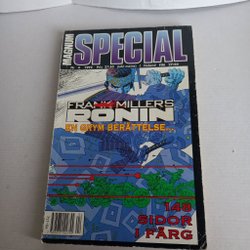 MAGNUM
SPECIAL
FRANK MILLER'S
RONIN
EN GRYM BERÄTTELSE...
148
SIDOR
I FÄRG